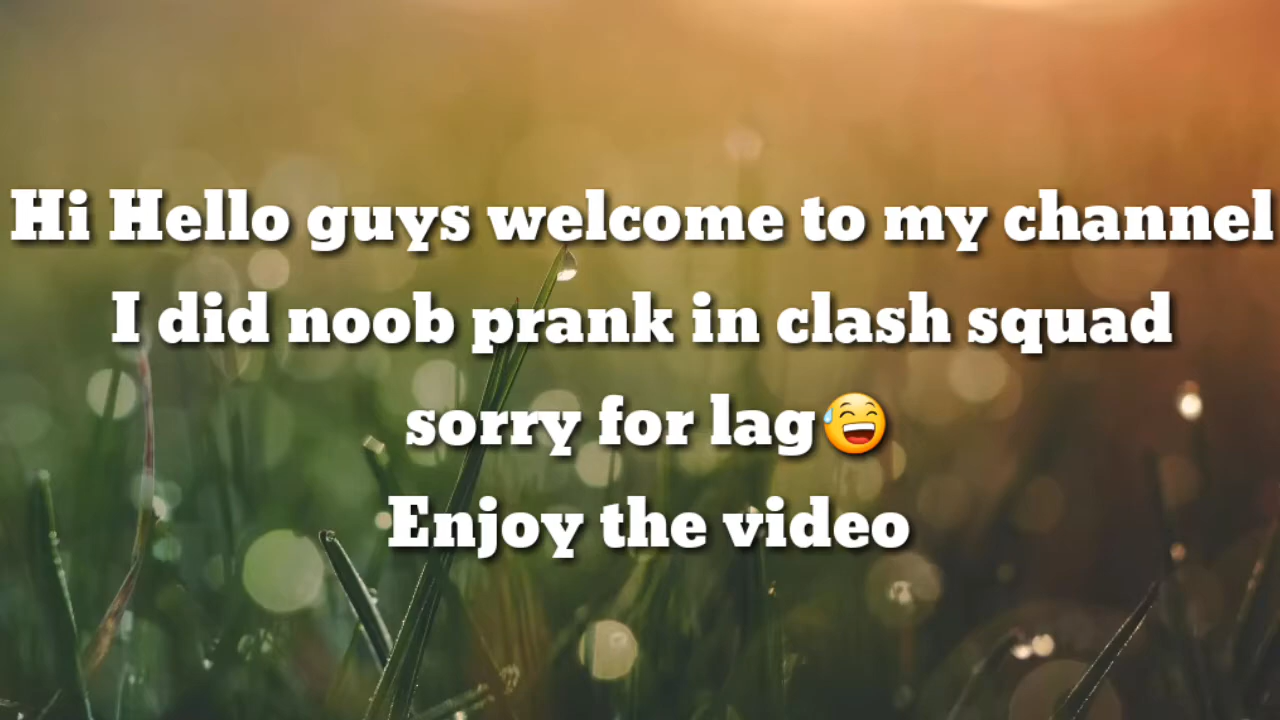 Hi Hello guys welcome to my channel
I did noob prank in clash squad
sorry for lag😅
Enjoy the video